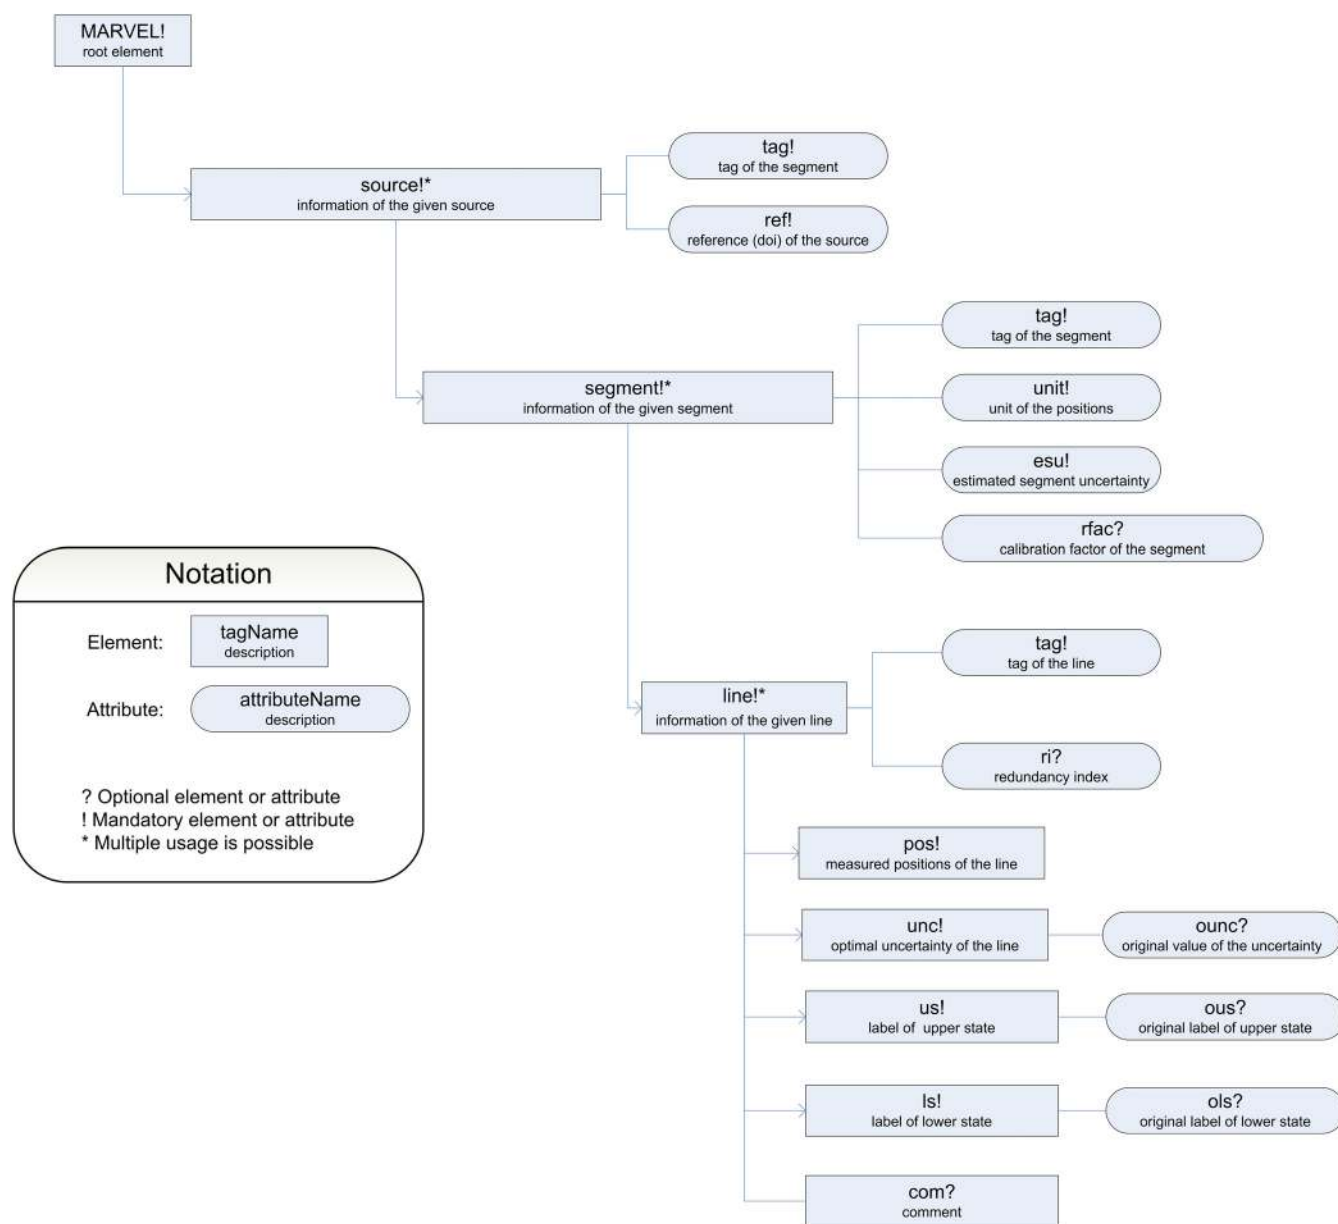 MARVEL!
root element
source!*
information of the given source
tag!
tag of the segment
ref!
reference (doi) of the source
segment!*
information of the given segment
tag!
tag of the segment
unit!
unit of the positions
esu!
estimated segment uncertainty
rfac?
calibration factor of the segment
Notation
Element:
tagName
description
Attribute:
attributeName
description
? Optional element or attribute
! Mandatory element or attribute
* Multiple usage is possible
line!*
information of the given line
tag!
tag of the line
ri?
redundancy index
pos!
measured positions of the line
unc!
optimal uncertainty of the line
ounc?
original value of the uncertainty
us!
label of upper state
ous?
original label of upper state
ls!
label of lower state
ols?
original label of lower state
com?
comment